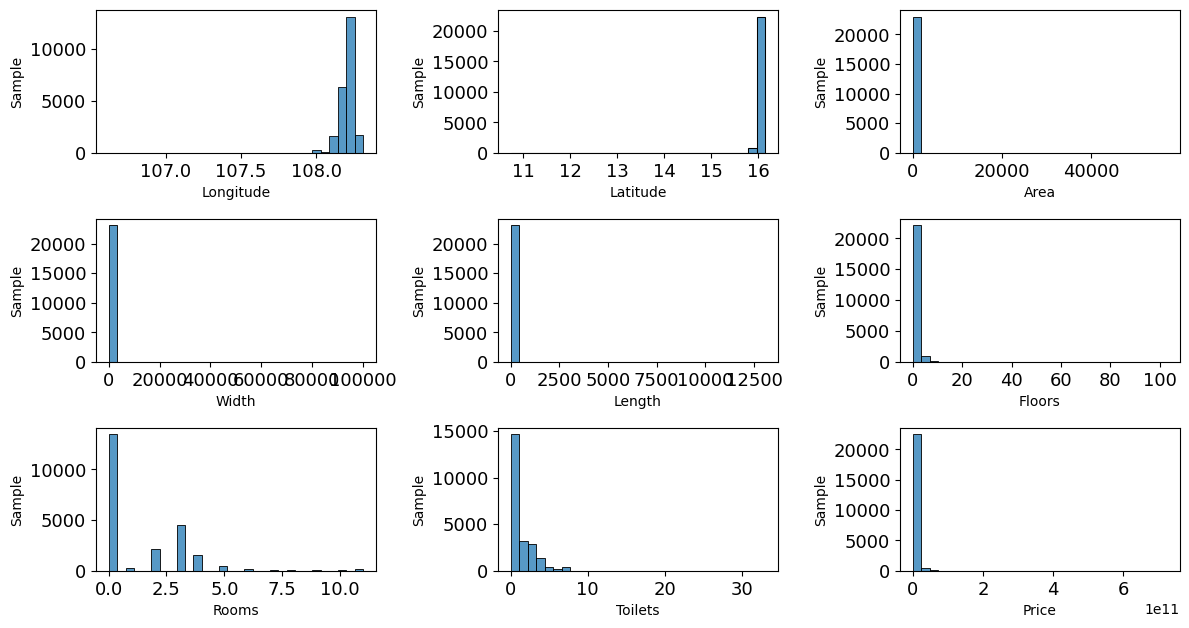 Sample
10000
5000
0
107.0 107.5 108.0
Longitude
Sample
20000
15000
10000
5000
0
11 12 13 14 15 16
Latitude
Sample
20000
15000
10000
5000
0
0 20000 40000
Area
Sample
20000
15000
10000
5000
0
0 20000 40000 60000 80000 100000
Width
Sample
20000
15000
10000
5000
0
0 2500 5000 7500 10000 12500
Length
Sample
20000
15000
10000
5000
0
0 20 40 60 80 100
Floors
Sample
10000
5000
0
0.0 2.5 5.0 7.5 10.0
Rooms
Sample
15000
10000
5000
0
0 10 20 30
Toilets
Sample
20000
15000
10000
5000
0
0 2 4 6
Price
1e11